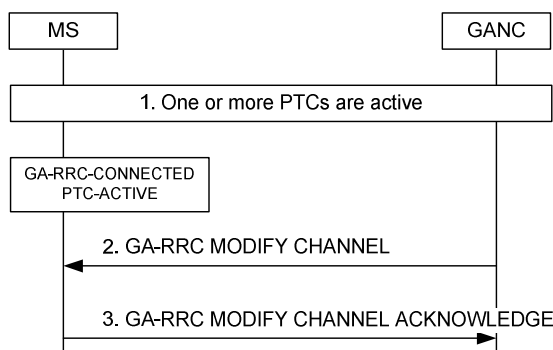 MS
GANC
1. One or more PTCs are active
GA-RRC-CONNECTED
PTC-ACTIVE
2. GA-RRC MODIFY CHANNEL
3. GA-RRC MODIFY CHANNEL ACKNOWLEDGE